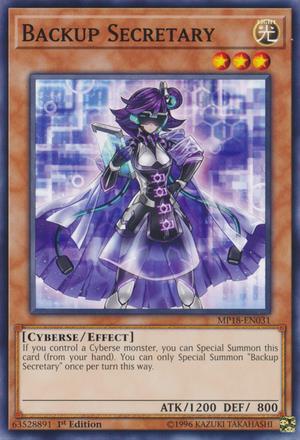 BACKUP SECRETARY
LIGHT
光
MP18-EN031
[CYBERSE/EFFECT]
If you control a Cyberse monster, you can Special Summon this
card (from your hand). You can only Special Summon "Backup
Secretary" once per turn this way.
ATK/1200 DEF/ 800
63528891 1st Edition ©1996 KAZUKI TAKAHASHI